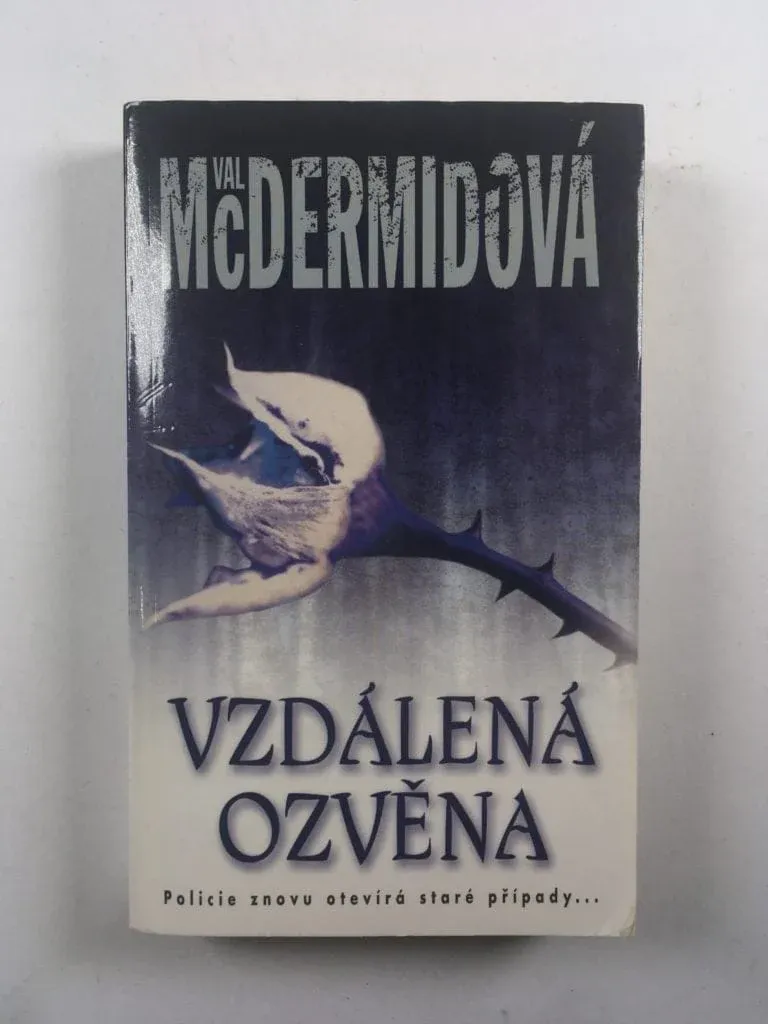 VAL
McDERMIDOVÁ
VZDÁLENÁ
OZVĚNA
Policie znovu otevírá staré případy...